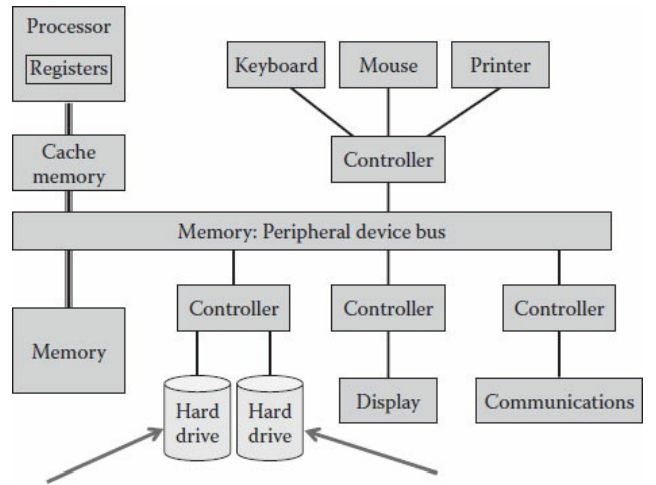 Processor
Registers
Keyboard
Mouse
Printer
Cache
memory
Controller
Memory: Peripheral device bus
Controller
Controller
Controller
Memory
Hard
drive
Hard
drive
Display
Communications